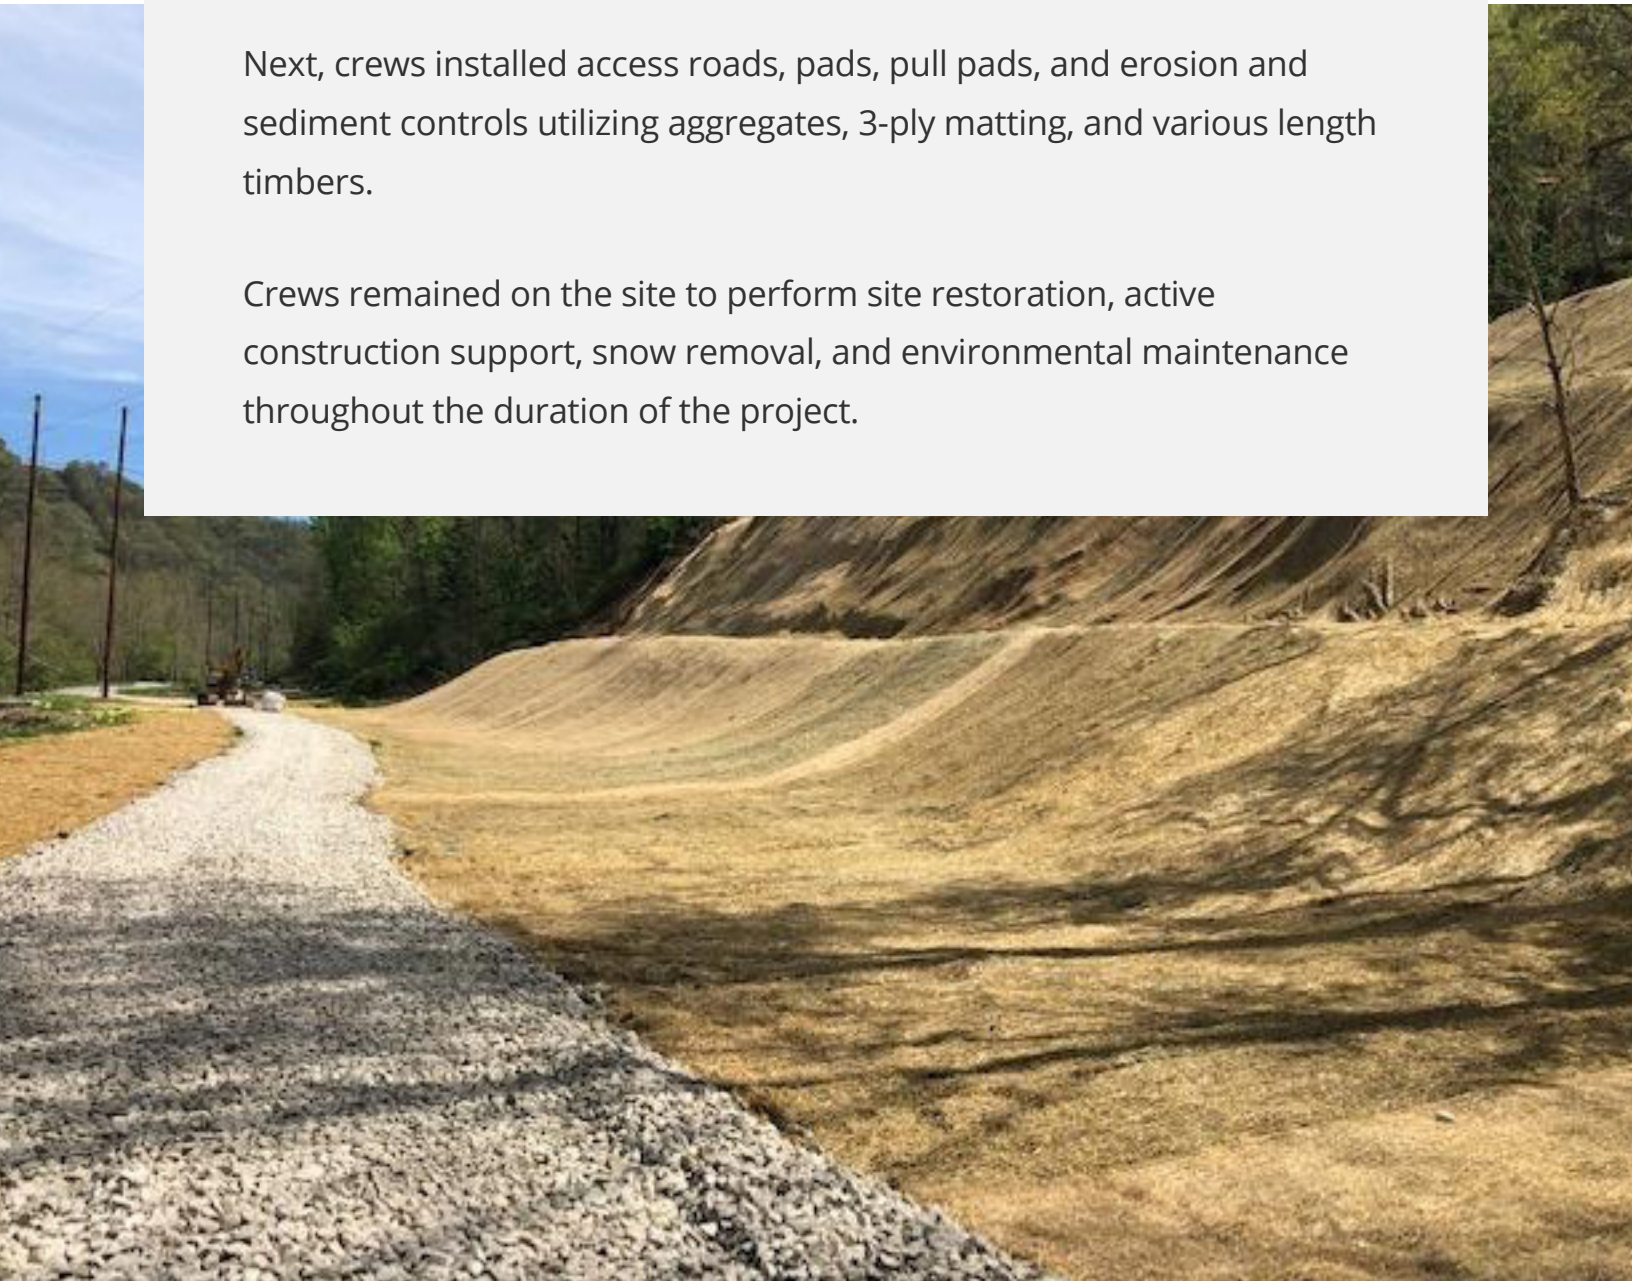 Next, crews installed access roads, pads, pull pads, and erosion and
sediment controls utilizing aggregates, 3-ply matting, and various length
timbers.
Crews remained on the site to perform site restoration, active
construction support, snow removal, and environmental maintenance
throughout the duration of the project.